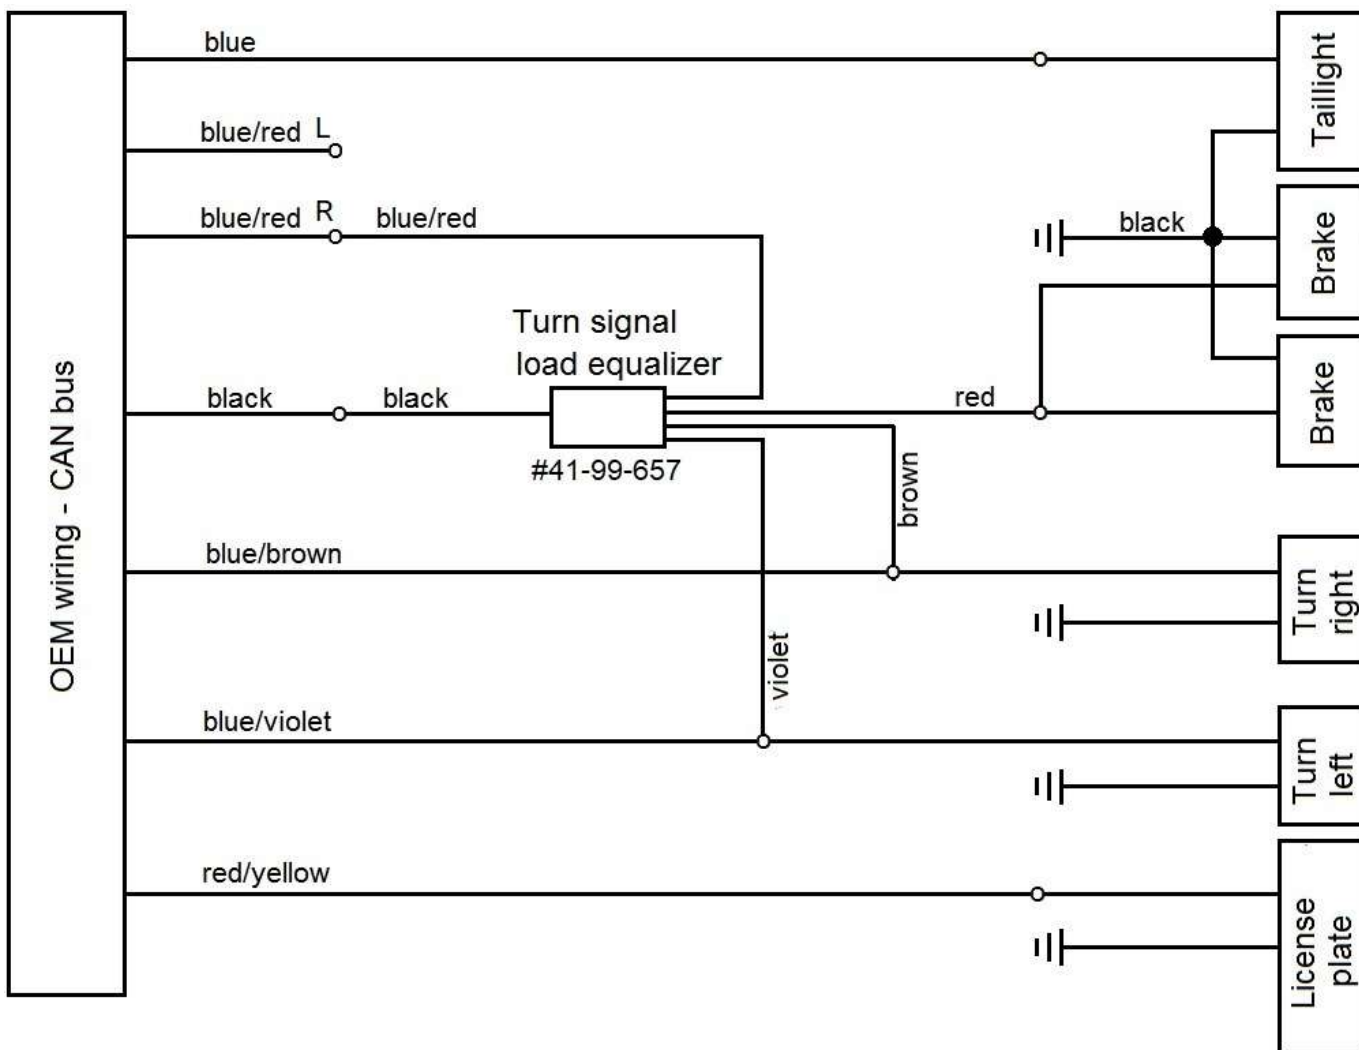 blue
Taillight
blue/red L
blue/red R
blue/red
black
Brake
Turn signal
load equalizer
black
black
red
Brake
#41-99-657
brown
OEM wiring - CAN bus
blue/brown
Turn
right
violet
blue/violet
Turn
left
red/yellow
License
plate